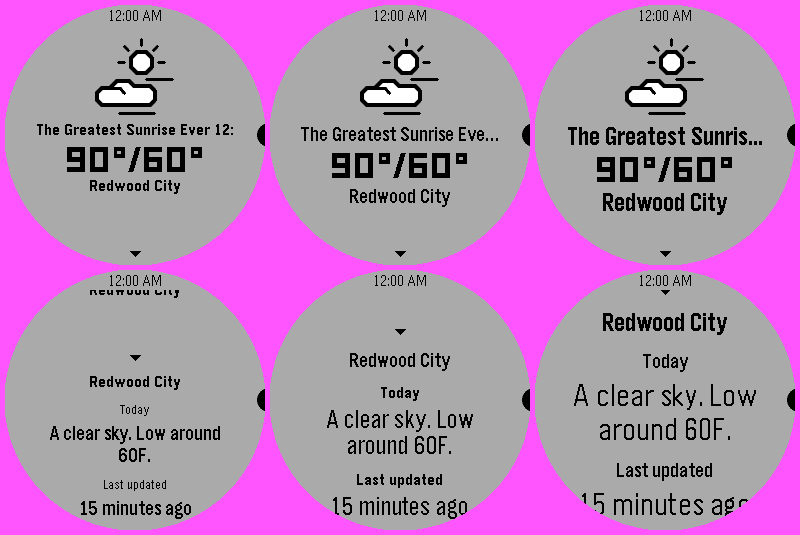 12:00 AM
The Greatest Sunrise Ever 12:
90°/60°
Redwood City
12:00 AM
The Greatest Sunrise Eve...
90°/60°
Redwood City
12:00 AM
The Greatest Sunris...
90°/60°
Redwood City
12:00 AM
Redwood City
Redwood City
Today
A clear sky. Low around
60F.
Last updated
15 minutes ago
12:00 AM
Redwood City
Today
A clear sky. Low
around 60F.
Last updated
15 minutes ago
12:00 AM
Redwood City
Today
A clear sky. Low
around 60F.
Last updated
15 minutes ago